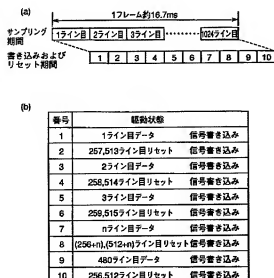 (a)
1フレーム約16.7ms
サンプリング期間
1ライン目 2ライン目 3ライン目 1024ライン目
書き込みおよびリセット期間
1 2 3 4 5 6 7 8 9 10
(b)
番号 駆動状態
1 1ライン目データ 信号書き込み
2 257,513ライン目リセット 信号書き込み
3 2ライン目データ 信号書き込み
4 258,514ライン目リセット 信号書き込み
5 3ライン目データ 信号書き込み
6 259,515ライン目リセット 信号書き込み
7 nライン目データ 信号書き込み
8 (256+n),(512+n)ライン目リセット 信号書き込み
9 480ライン目データ 信号書き込み
10 256,512ライン目リセット 信号書き込み